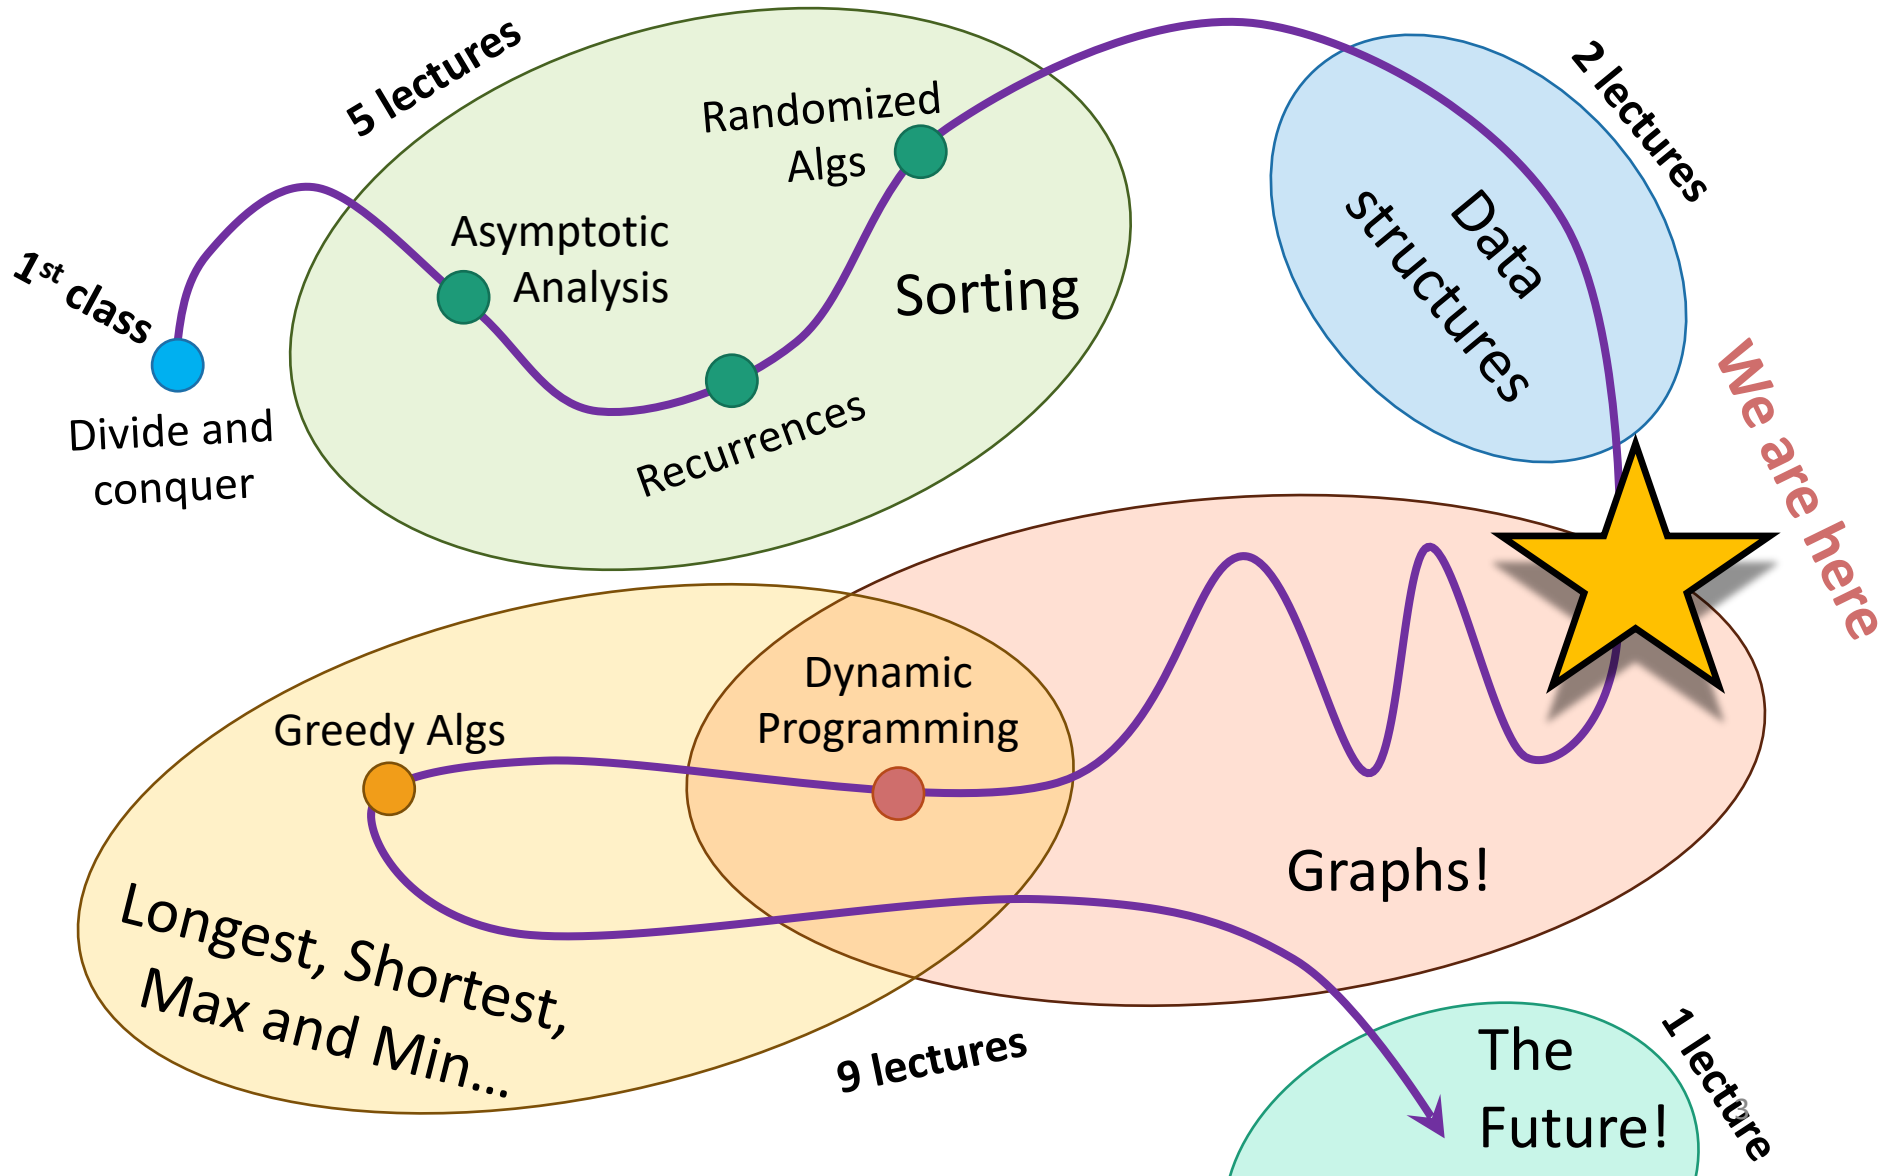 5 lectures
2 lectures
Randomized
Algs
Asymptotic
Analysis
Sorting
Data
structures
1st class
Divide and
conquer
Recurrences
We are here
Dynamic
Programming
Greedy Algs
Graphs!
Longest, Shortest,
Max and Min...
9 lectures
1 lecture
The
Future!